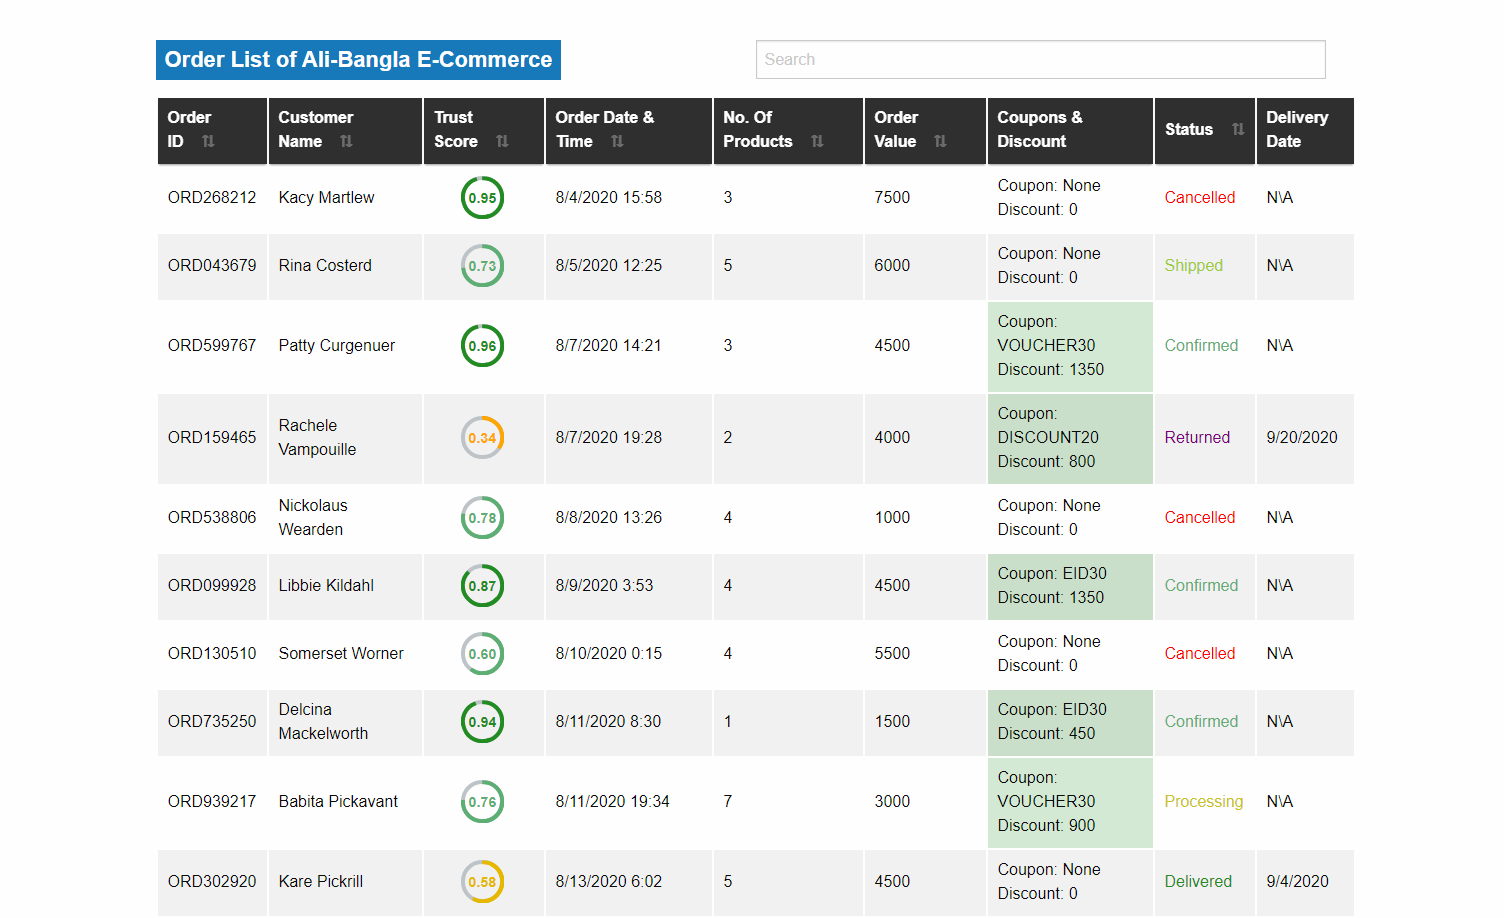 Order List of Ali-Bangla E-Commerce
Search
Order ID Customer Name Trust Score Order Date & Time No. Of Products Order Value Coupons & Discount Status Delivery Date
ORD268212 Kacy Martlew 0.95 8/4/2020 15:58 3 7500 Coupon: None Discount: 0 Cancelled N\A
ORD043679 Rina Costerd 0.73 8/5/2020 12:25 5 6000 Coupon: None Discount: 0 Shipped N\A
ORD599767 Patty Curgenuer 0.96 8/7/2020 14:21 3 4500 Coupon: VOUCHER30 Discount: 1350 Confirmed N\A
ORD159465 Rachele Vampouille 0.34 8/7/2020 19:28 2 4000 Coupon: DISCOUNT20 Discount: 800 Returned 9/20/2020
ORD538806 Nickolaus Wearden 0.78 8/8/2020 13:26 4 1000 Coupon: None Discount: 0 Cancelled N\A
ORD099928 Libbie Kildahl 0.87 8/9/2020 3:53 4 4500 Coupon: EID30 Discount: 1350 Confirmed N\A
ORD130510 Somerset Worner 0.60 8/10/2020 0:15 4 5500 Coupon: None Discount: 0 Cancelled N\A
ORD735250 Delcina Mackelworth 0.94 8/11/2020 8:30 1 1500 Coupon: EID30 Discount: 450 Confirmed N\A
ORD939217 Babita Pickavant 0.76 8/11/2020 19:34 7 3000 Coupon: VOUCHER30 Discount: 900 Processing N\A
ORD302920 Kare Pickrill 0.58 8/13/2020 6:02 5 4500 Coupon: None Discount: 0 Delivered 9/4/2020